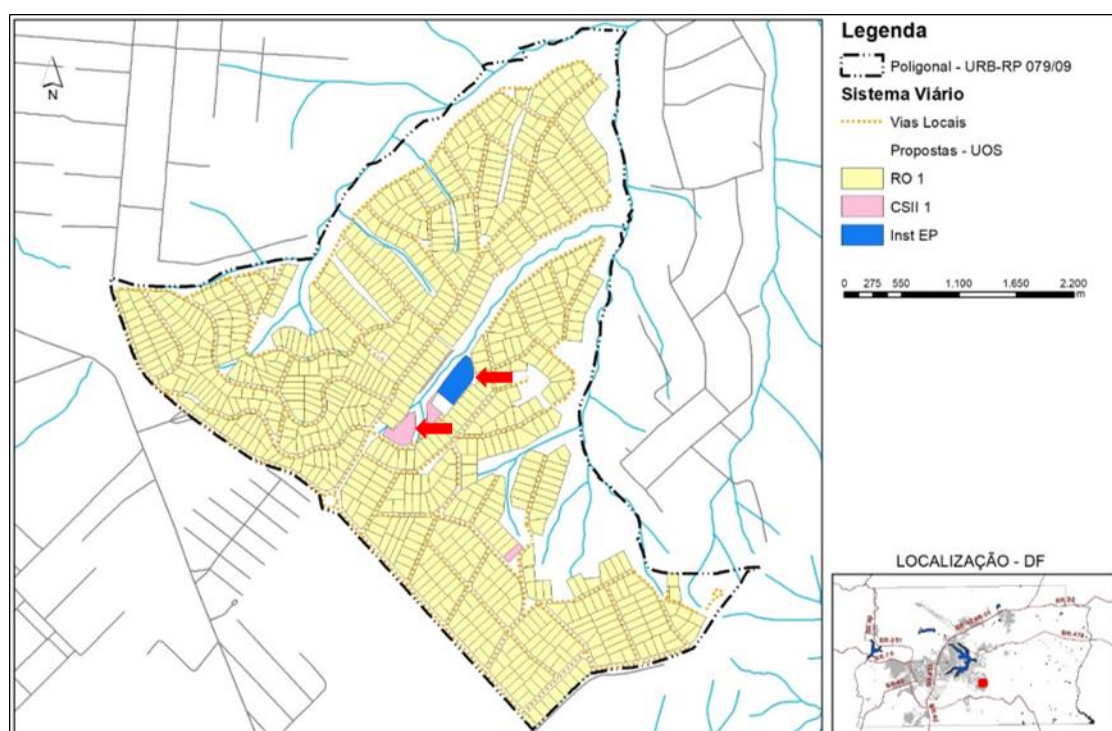 N
Legenda
Poligonal - URB-RP 079/09
Sistema Viário
Vias Locais
Propostas - UOS
RO 1
CSII 1
Inst EP
0 275 550 1.100 1.650 2.200
m
LOCALIZAÇÃO - DF